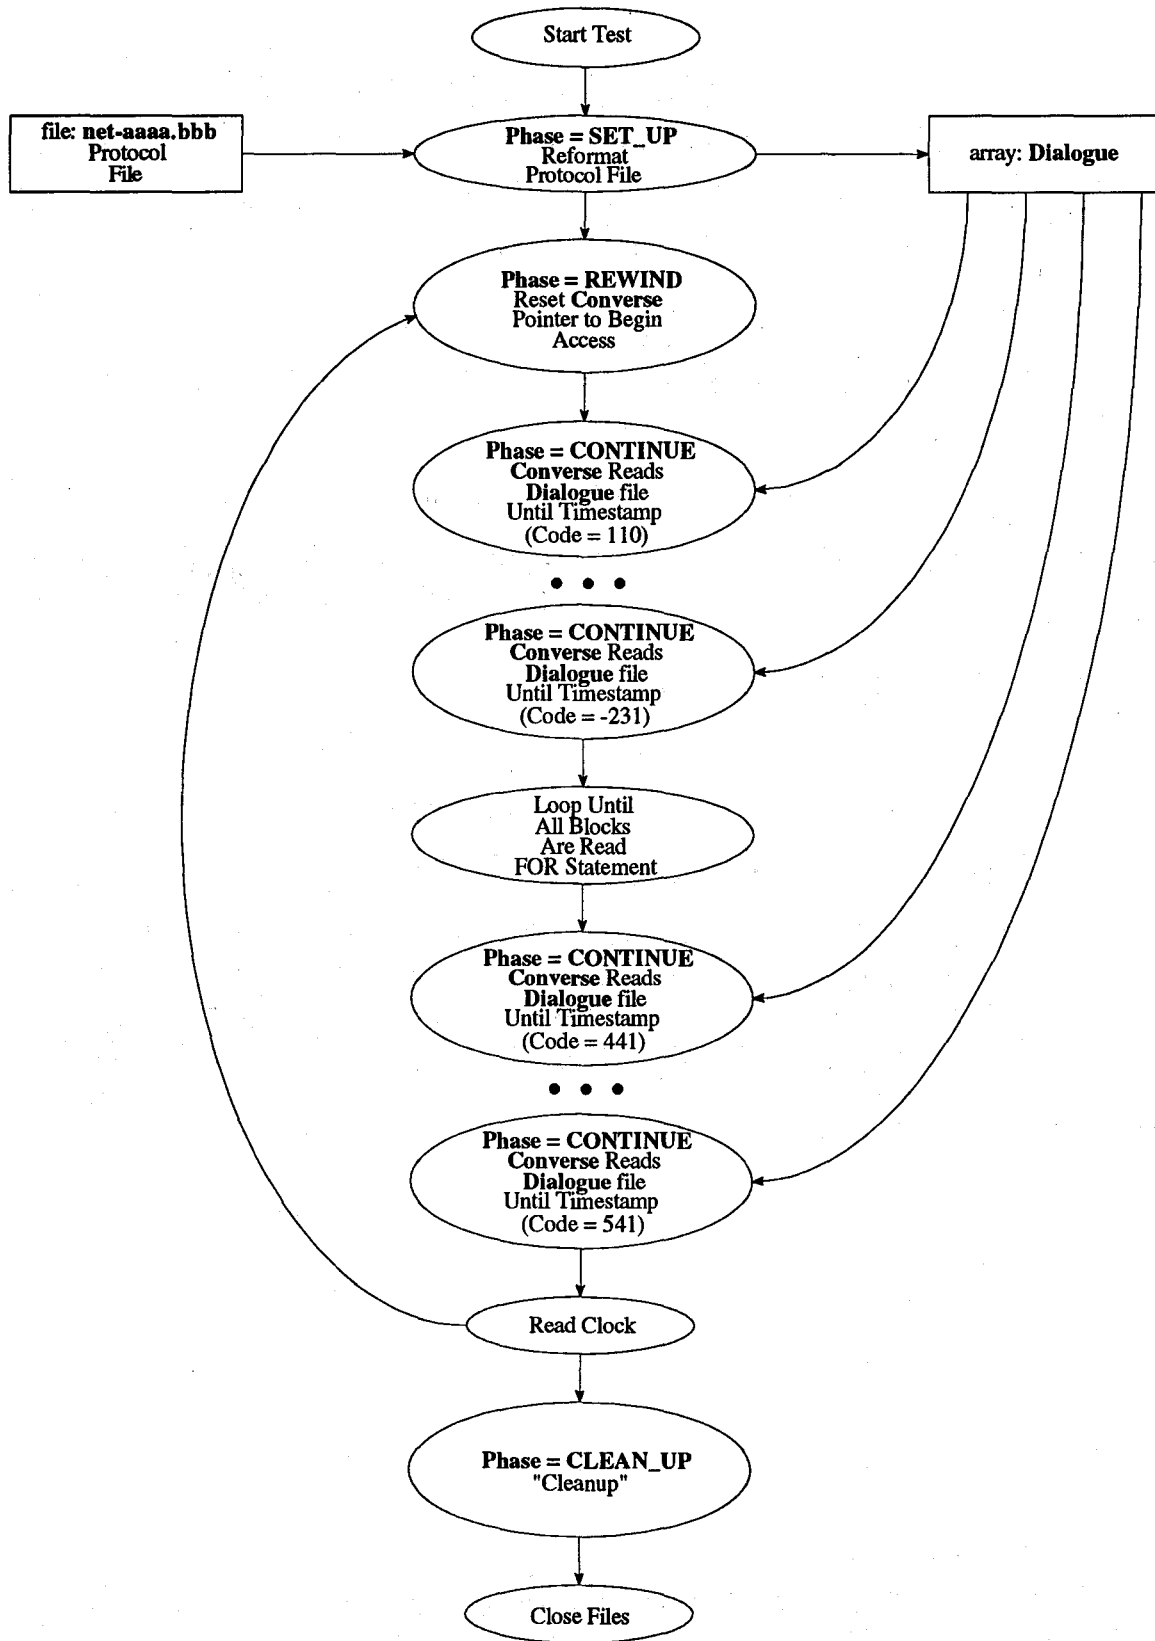 Start Test
file: net-aaaa.bbb
Protocol
File
Phase = SET_UP
Reformat
Protocol File
array: Dialogue
Phase = REWIND
Reset Converse
Pointer to Begin
Access
Phase = CONTINUE
Converse Reads
Dialogue file
Until Timestamp
(Code = 110)
• • •
Phase = CONTINUE
Converse Reads
Dialogue file
Until Timestamp
(Code = -231)
Loop Until
All Blocks
Are Read
FOR Statement
Phase = CONTINUE
Converse Reads
Dialogue file
Until Timestamp
(Code = 441)
• • •
Phase = CONTINUE
Converse Reads
Dialogue file
Until Timestamp
(Code = 541)
Read Clock
Phase = CLEAN_UP
"Cleanup"
Close Files